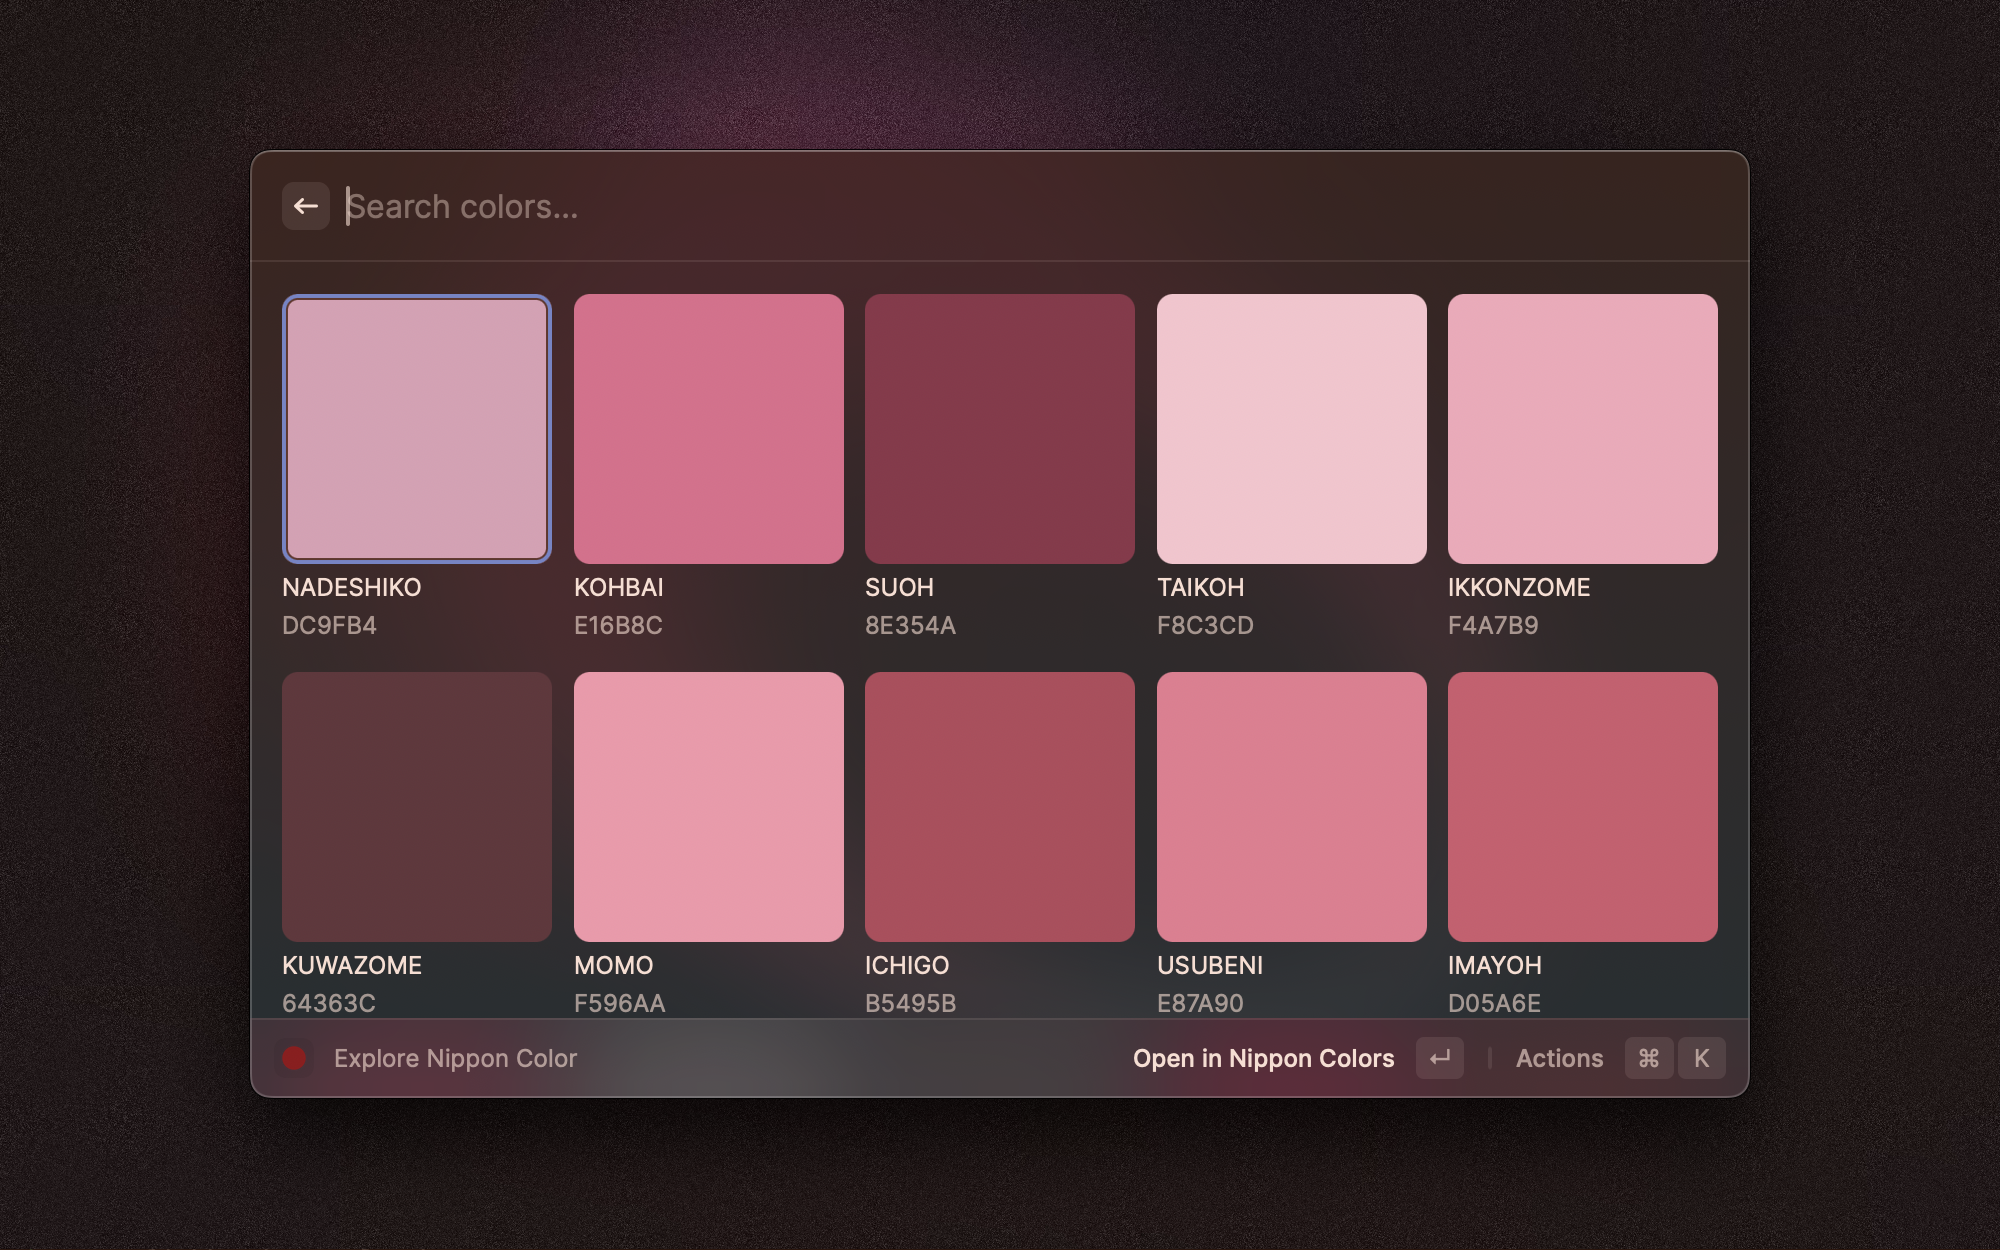 Search colors...
NADESHIKO
DC9FB4
KOHBAI
E16B8C
SUOH
8E354A
TAIKOH
F8C3CD
IKKONZOME
F4A7B9
KUWAZOME
64363C
MOMO
F596AA
ICHIGO
B5495B
USUBENI
E87A90
IMAYOH
D05A6E
Explore Nippon Color
Open in Nippon Colors
Actions ⌘ K